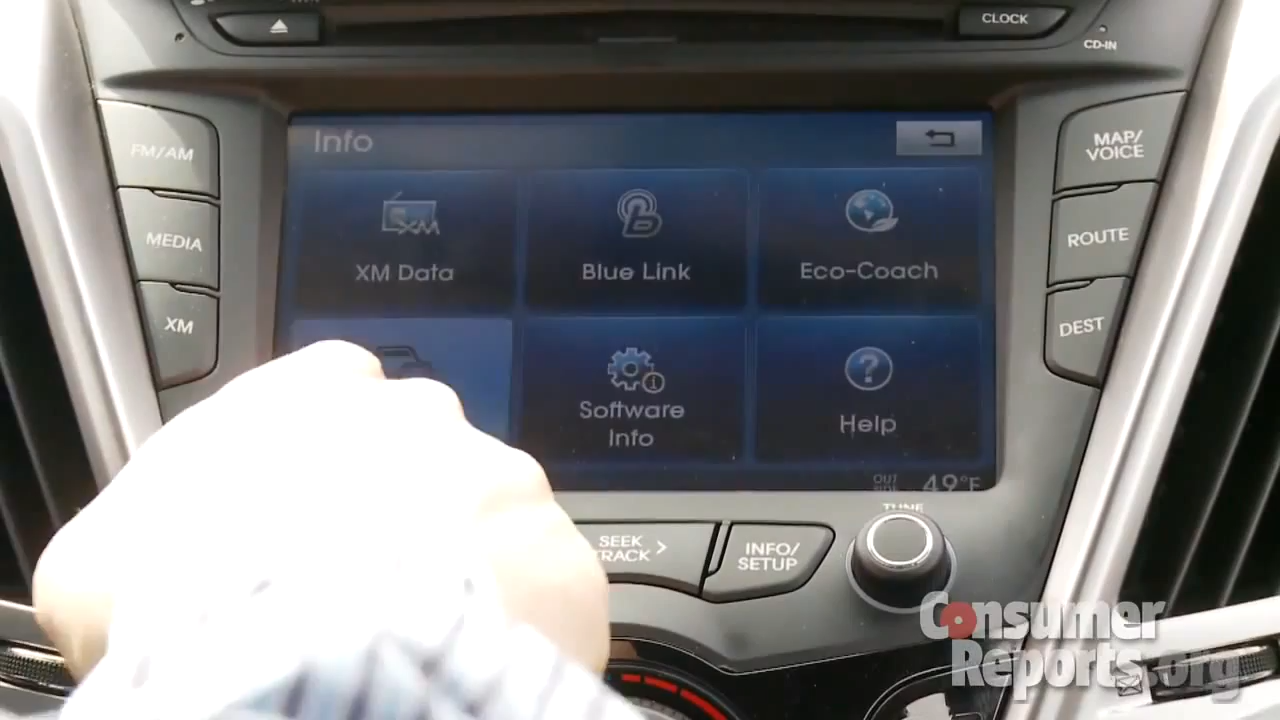 CLOCK
CD-IN
FM/AM
MEDIA
XM
Info
XM
XM Data
Blue Link
Eco-Coach
Software
Info
Help
49°F
MAP/
VOICE
ROUTE
DEST
SEEK
TRACK >
INFO/
SETUP
TUNE
Consumer
Reports.org